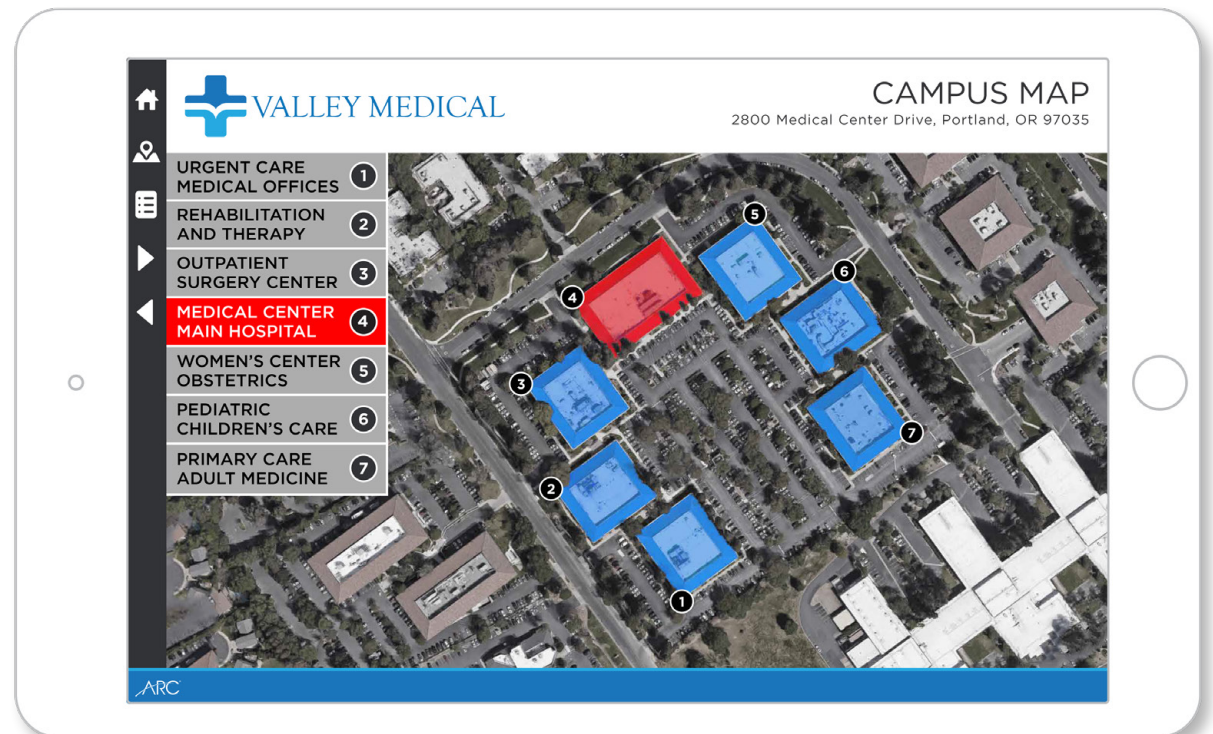 VALLEY MEDICAL
CAMPUS MAP
2800 Medical Center Drive, Portland, OR 97035
URGENT CARE
MEDICAL OFFICES 1
REHABILITATION
AND THERAPY 2
OUTPATIENT
SURGERY CENTER 3
MEDICAL CENTER
MAIN HOSPITAL 4
WOMEN'S CENTER
OBSTETRICS 5
PEDIATRIC
CHILDREN'S CARE 6
PRIMARY CARE
ADULT MEDICINE 7
5
6
4
3
7
2
1
ARC